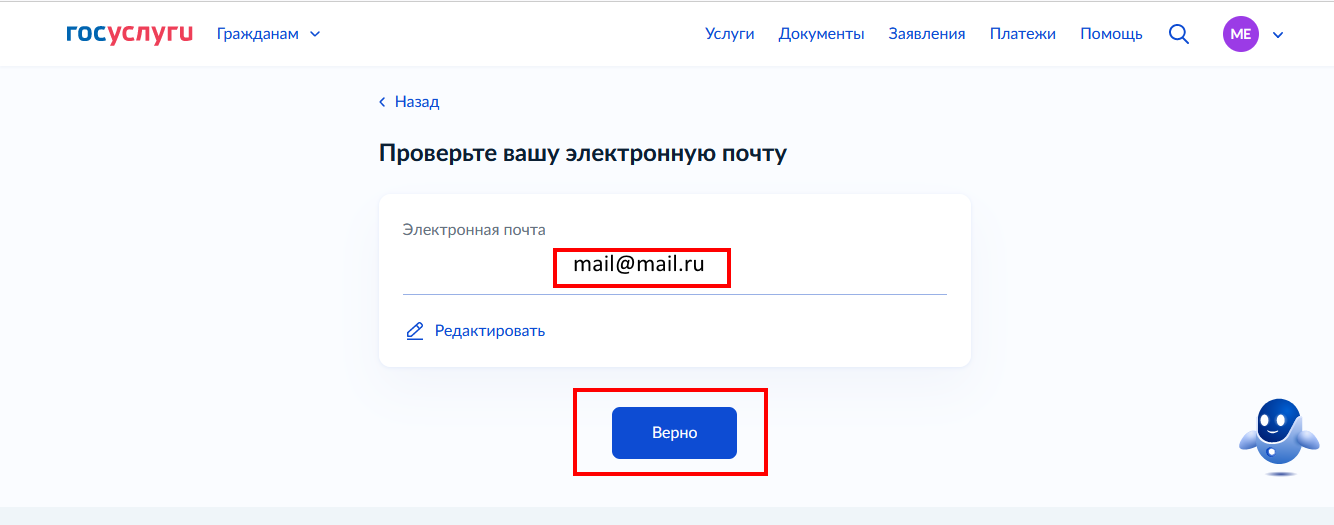 госуслуги Гражданам Услуги Документы Заявления Платежи Помощь МЕ
Назад
Проверьте вашу электронную почту
Электронная почта
mail@mail.ru
Редактировать
Верно